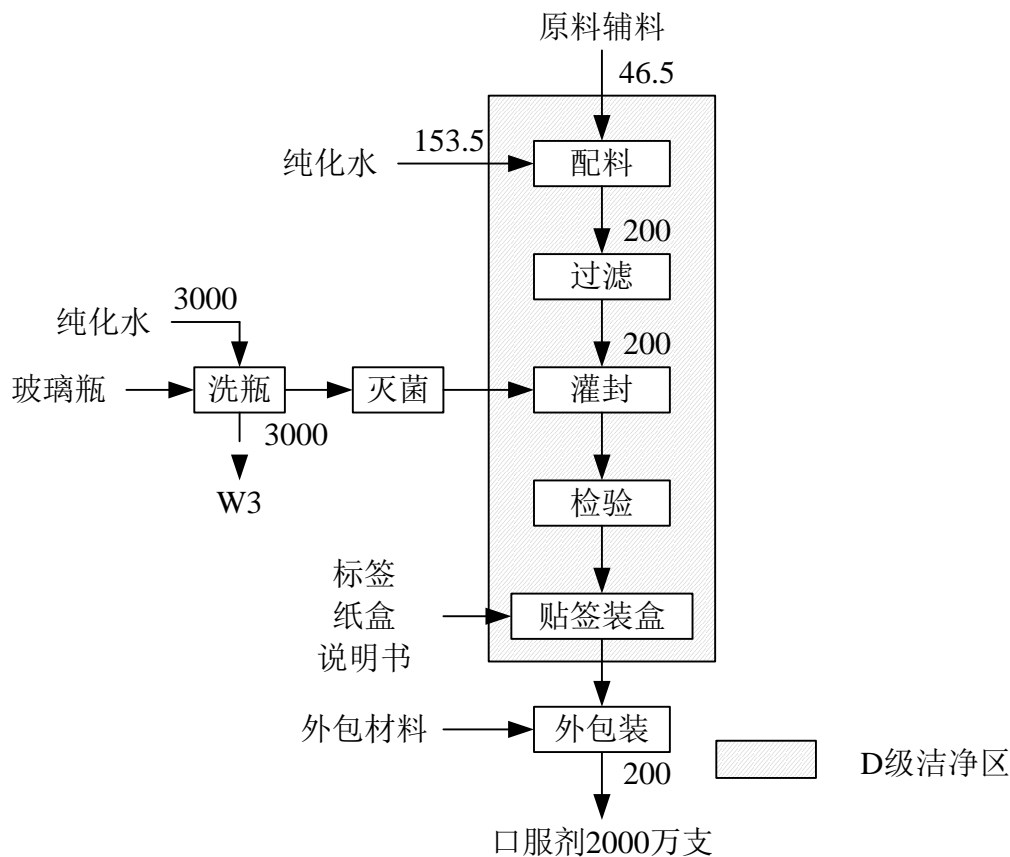 原料辅料
46.5
153.5
纯化水
配料
200
过滤
3000
纯化水
200
玻璃瓶
洗瓶
灭菌
灌封
3000
W3
检验
标签
纸盒
说明书
贴签装盒
外包材料
外包装
200
D级洁净区
口服剂2000万支